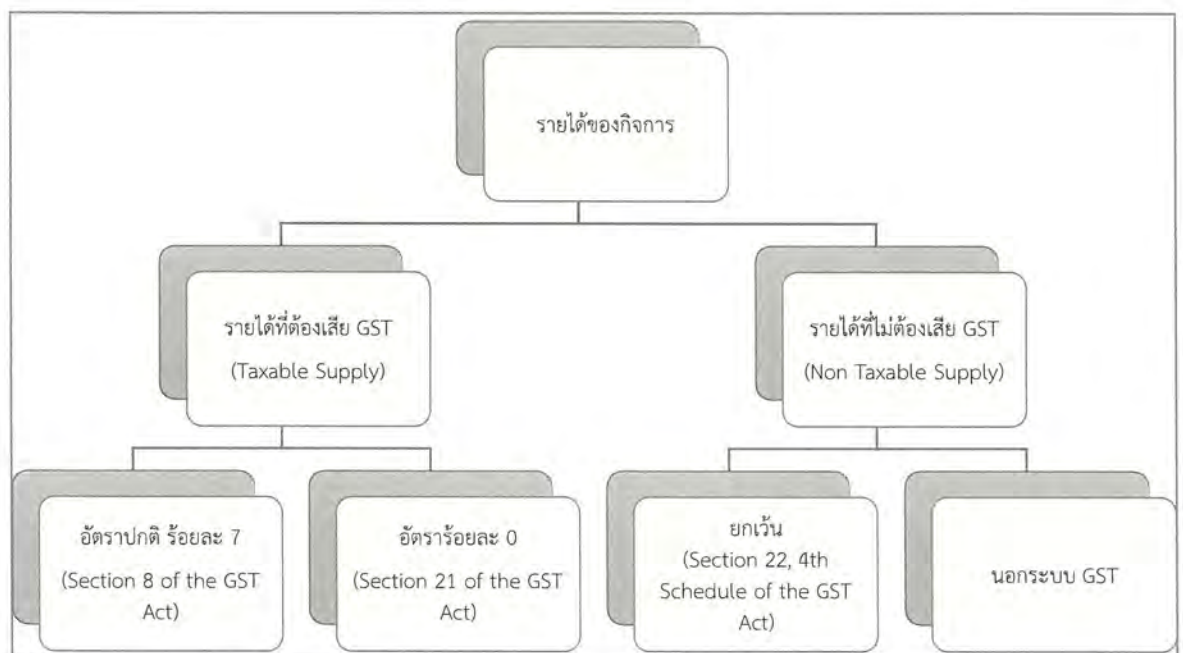 รายได้ของกิจการ
รายได้ที่ต้องเสีย GST
(Taxable Supply)
รายได้ที่ไม่ต้องเสีย GST
(Non Taxable Supply)
อัตราปกติ ร้อยละ 7
(Section 8 of the GST
Act)
อัตราร้อยละ 0
(Section 21 of the GST
Act)
ยกเว้น
(Section 22, 4th
Schedule of the GST
Act)
นอกระบบ GST